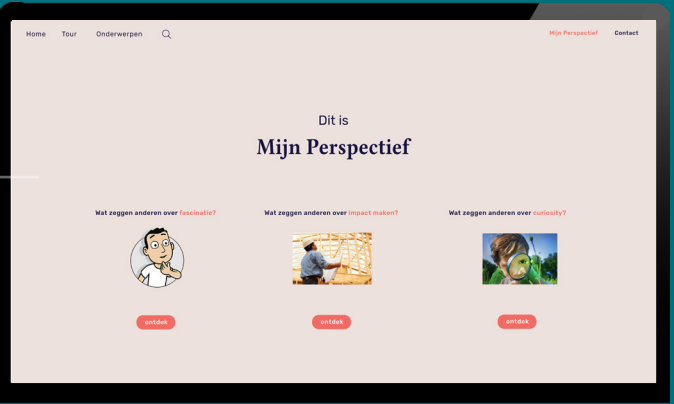 Home Tour Onderwerpen Mijn Perspectief Contact
Dit is
Mijn Perspectief
Wat zeggen anderen over fascinatie? Wat zeggen anderen over impact maken? Wat zeggen anderen over curiosity?
ontdek ontdek ontdek